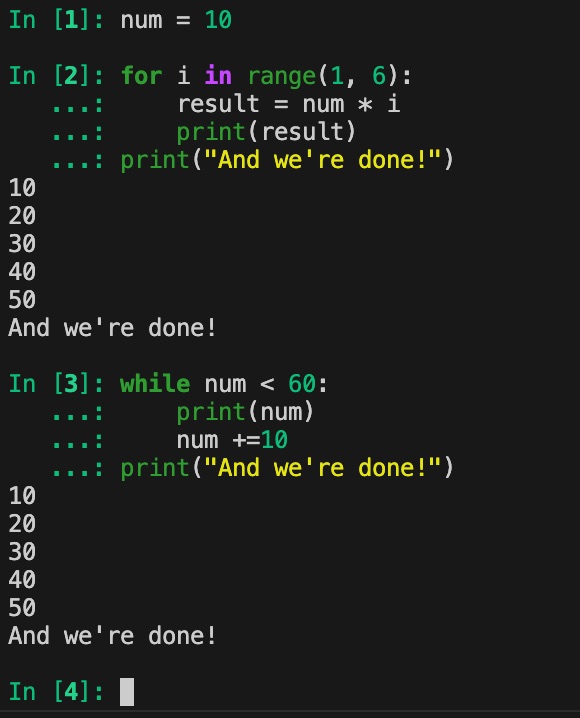 In [1]: num = 10
In [2]: for i in range(1, 6):
   ...:     result = num * i
   ...:     print(result)
   ...: print("And we're done!")
10
20
30
40
50
And we're done!
In [3]: while num < 60:
   ...:     print(num)
   ...:     num +=10
   ...: print("And we're done!")
10
20
30
40
50
And we're done!
In [4]: